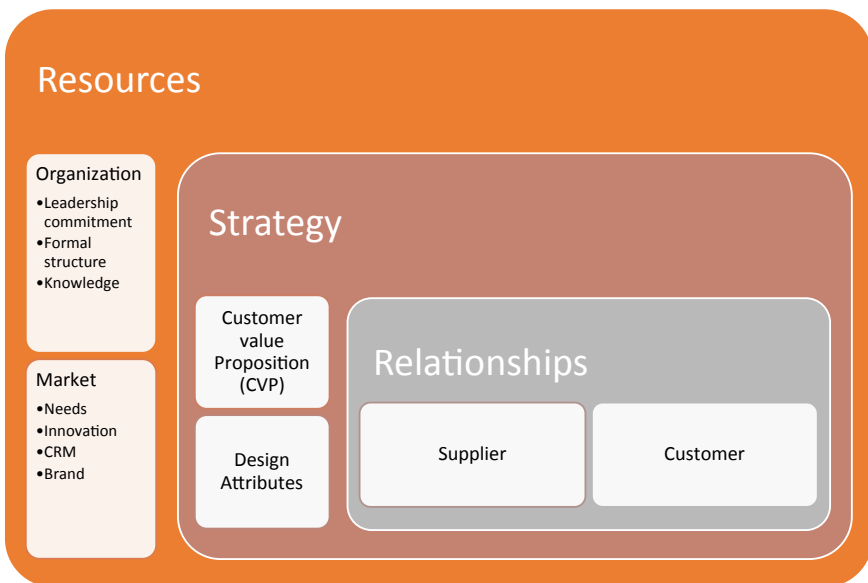 Resources
Organization
•Leadership
commitment
•Formal
structure
•Knowledge
Market
•Needs
•Innovation
•CRM
•Brand
Strategy
Customer
value
Proposition
(CVP)
Design
Attributes
Relationships
Supplier
Customer